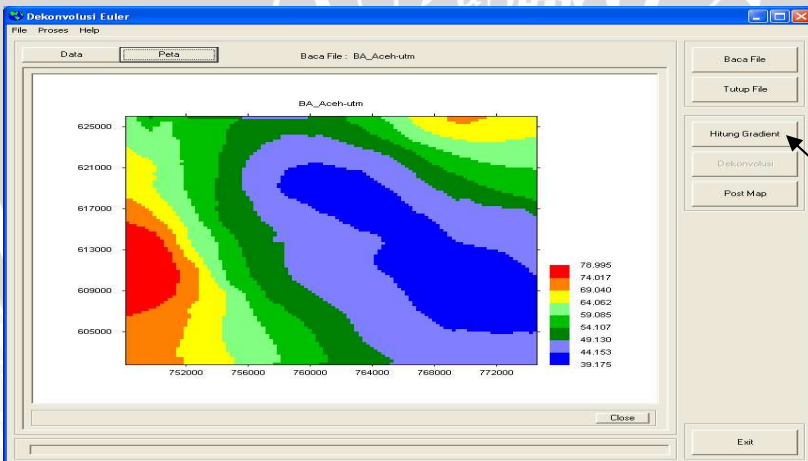 Dekonvolusi Euler
File Proses Help
Data Peta Baca File : BA_Aceh-utm
BA_Aceh-utm
625000
621000
617000
613000
609000
605000
752000 756000 760000 764000 768000 772000
78.995
74.017
69.040
64.062
59.085
54.107
49.130
44.153
39.175
Close
Baca File
Tutup File
Hitung Gradient
Dekonvolusi
Post Map
Exit